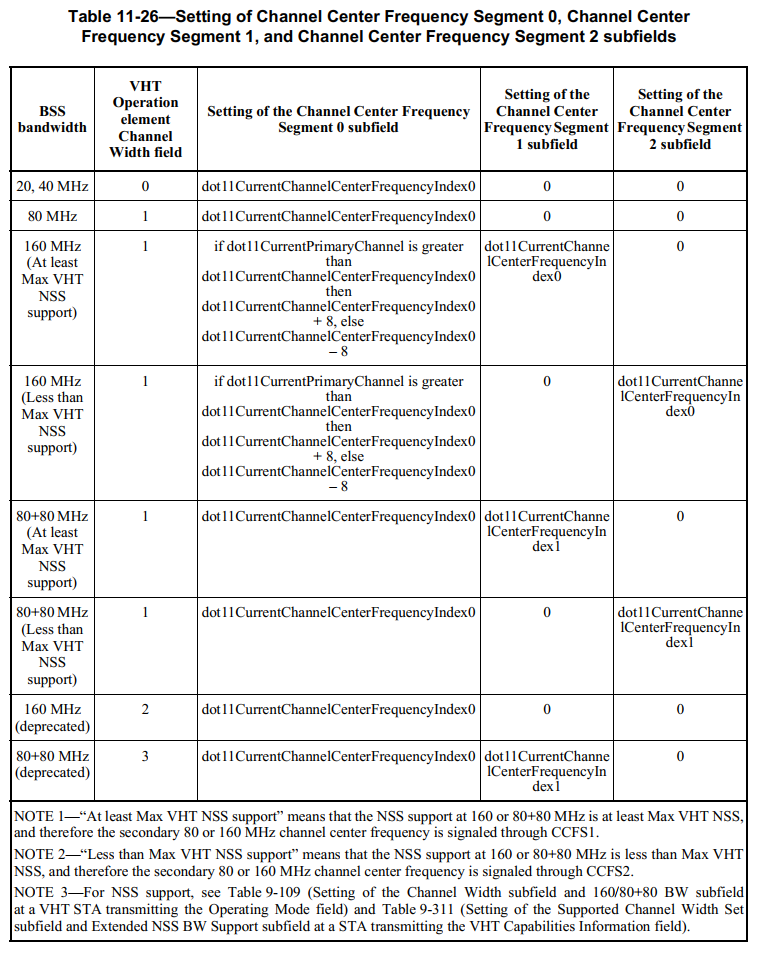 Table 11-26—Setting of Channel Center Frequency Segment 0, Channel Center
Frequency Segment 1, and Channel Center Frequency Segment 2 subfields
BSS
bandwidth
VHT
Operation
element
Channel
Width field
Setting of the Channel Center Frequency
Segment 0 subfield
Setting of the
Channel Center
Frequency Segment
1 subfield
Setting of the
Channel Center
Frequency Segment
2 subfield
20, 40 MHz
0
dot11CurrentChannelCenterFrequencyIndex0
0
0
80 MHz
1
dot11CurrentChannelCenterFrequencyIndex0
0
0
160 MHz
(At least
Max VHT
NSS
support)
1
if dot11CurrentPrimaryChannel is greater
than
dot11CurrentChannelCenterFrequencyIndex0
then
dot11CurrentChannelCenterFrequencyIndex0
+ 8, else
dot11CurrentChannelCenterFrequencyIndex0
– 8
dot11CurrentChanne
lCenterFrequencyIn
dex0
0
160 MHz
(Less than
Max VHT
NSS
support)
1
if dot11CurrentPrimaryChannel is greater
than
dot11CurrentChannelCenterFrequencyIndex0
then
dot11CurrentChannelCenterFrequencyIndex0
+ 8, else
dot11CurrentChannelCenterFrequencyIndex0
– 8
0
dot11CurrentChanne
lCenterFrequencyIn
dex0
80+80 MHz
(At least
Max VHT
NSS
support)
1
dot11CurrentChannelCenterFrequencyIndex0
dot11CurrentChanne
lCenterFrequencyIn
dex1
0
80+80 MHz
(Less than
Max VHT
NSS
support)
1
dot11CurrentChannelCenterFrequencyIndex0
0
dot11CurrentChanne
lCenterFrequencyIn
dex1
160 MHz
(deprecated)
2
dot11CurrentChannelCenterFrequencyIndex0
0
0
80+80 MHz
(deprecated)
3
dot11CurrentChannelCenterFrequencyIndex0
dot11CurrentChanne
lCenterFrequencyIn
dex1
0
NOTE 1—“At least Max VHT NSS support” means that the NSS support at 160 or 80+80 MHz is at least Max VHT NSS,
and therefore the secondary 80 or 160 MHz channel center frequency is signaled through CCFS1.
NOTE 2—“Less than Max VHT NSS support” means that the NSS support at 160 or 80+80 MHz is less than Max VHT
NSS, and therefore the secondary 80 or 160 MHz channel center frequency is signaled through CCFS2.
NOTE 3—For NSS support, see Table 9-109 (Setting of the Channel Width subfield and 160/80+80 BW subfield
at a VHT STA transmitting the Operating Mode field) and Table 9-311 (Setting of the Supported Channel Width Set
subfield and Extended NSS BW Support subfield at a STA transmitting the VHT Capabilities Information field).